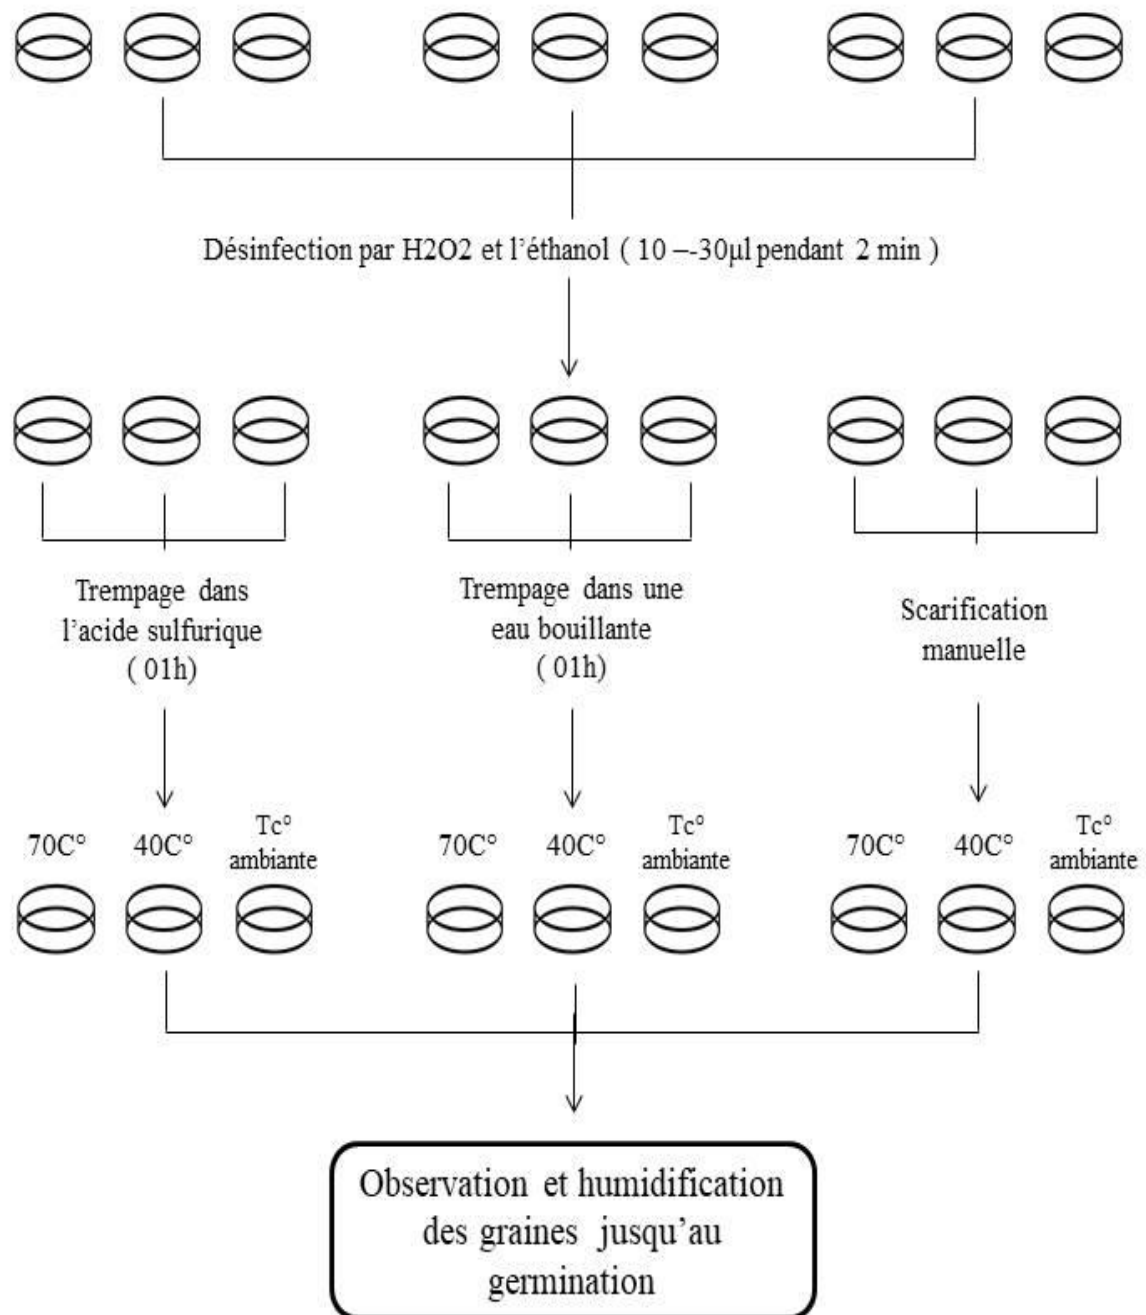 Désinfection par H2O2 et l'éthanol ( 10 –-30µl pendant 2 min )
Trempage dans
l'acide sulfurique
( 01h)
Trempage dans une
eau bouillante
( 01h)
Scarification
manuelle
70C°
40C°
Tc°
ambiante
70C°
40C°
Tc°
ambiante
70C°
40C°
Tc°
ambiante
Observation et humidification
des graines jusqu'au
germination